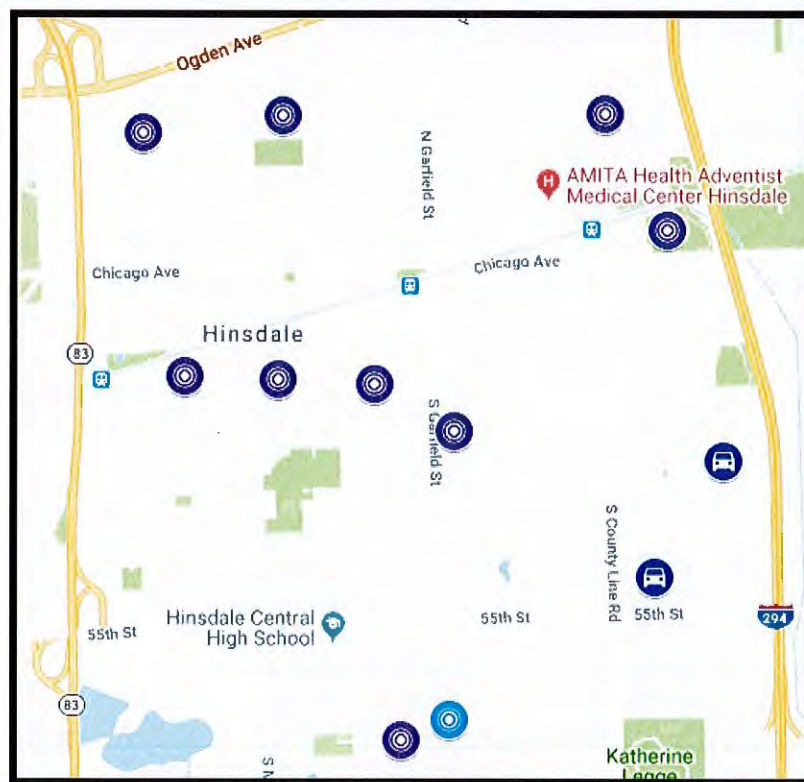 Ogden Ave
N Garfield St
H
AMITA Health Adventist
Medical Center Hinsdale
Chicago Ave
Chicago Ave
Hinsdale
83
S Garfield St
S County Line Rd
Hinsdale Central
High School
55th St
55th St
55th St
294
83
Katherine
Legge